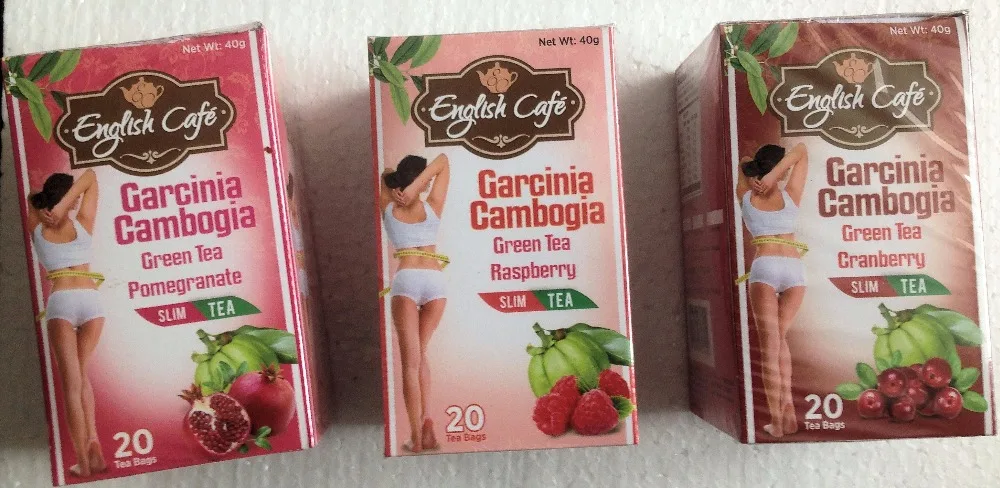 Net Wt: 40g
English Café
Garcinia
Cambogia
Green Tea
Pomegranate
SLIM TEA
20
Tea Bags
Net Wt: 40g
English Café
Garcinia
Cambogia
Green Tea
Raspberry
SLIM TEA
20
Tea Bags
Net Wt: 40g
English Café
Garcinia
Cambogia
Green Tea
Cranberry
SLIM TEA
20
Tea Bags